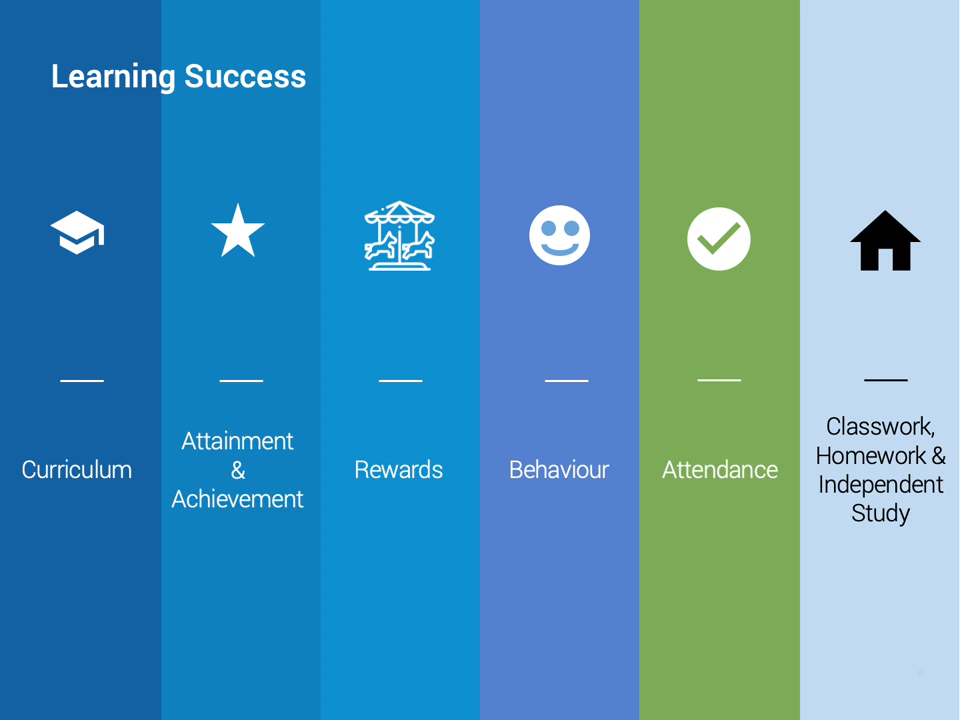 Learning Success
Curriculum
Attainment
&
Achievement
Rewards
Behaviour
Attendance
Classwork,
Homework &
Independent
Study